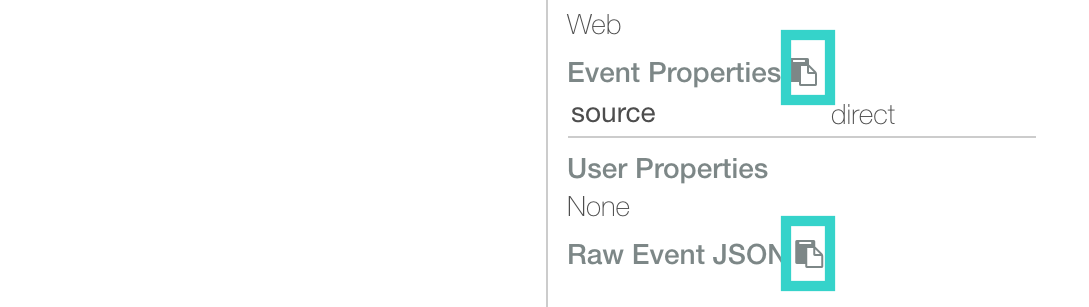 Web
Event Properties
source direct
User Properties
None
Raw Event JSON